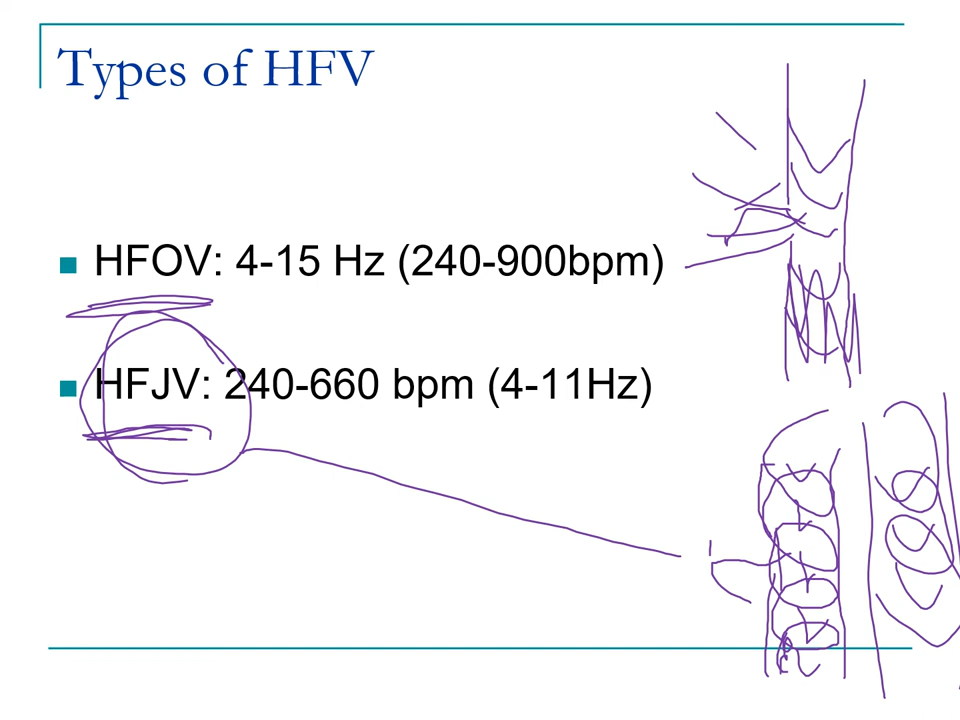 Types of HFV
HFOV: 4-15 Hz (240-900bpm)
HFJV: 240-660 bpm (4-11Hz)